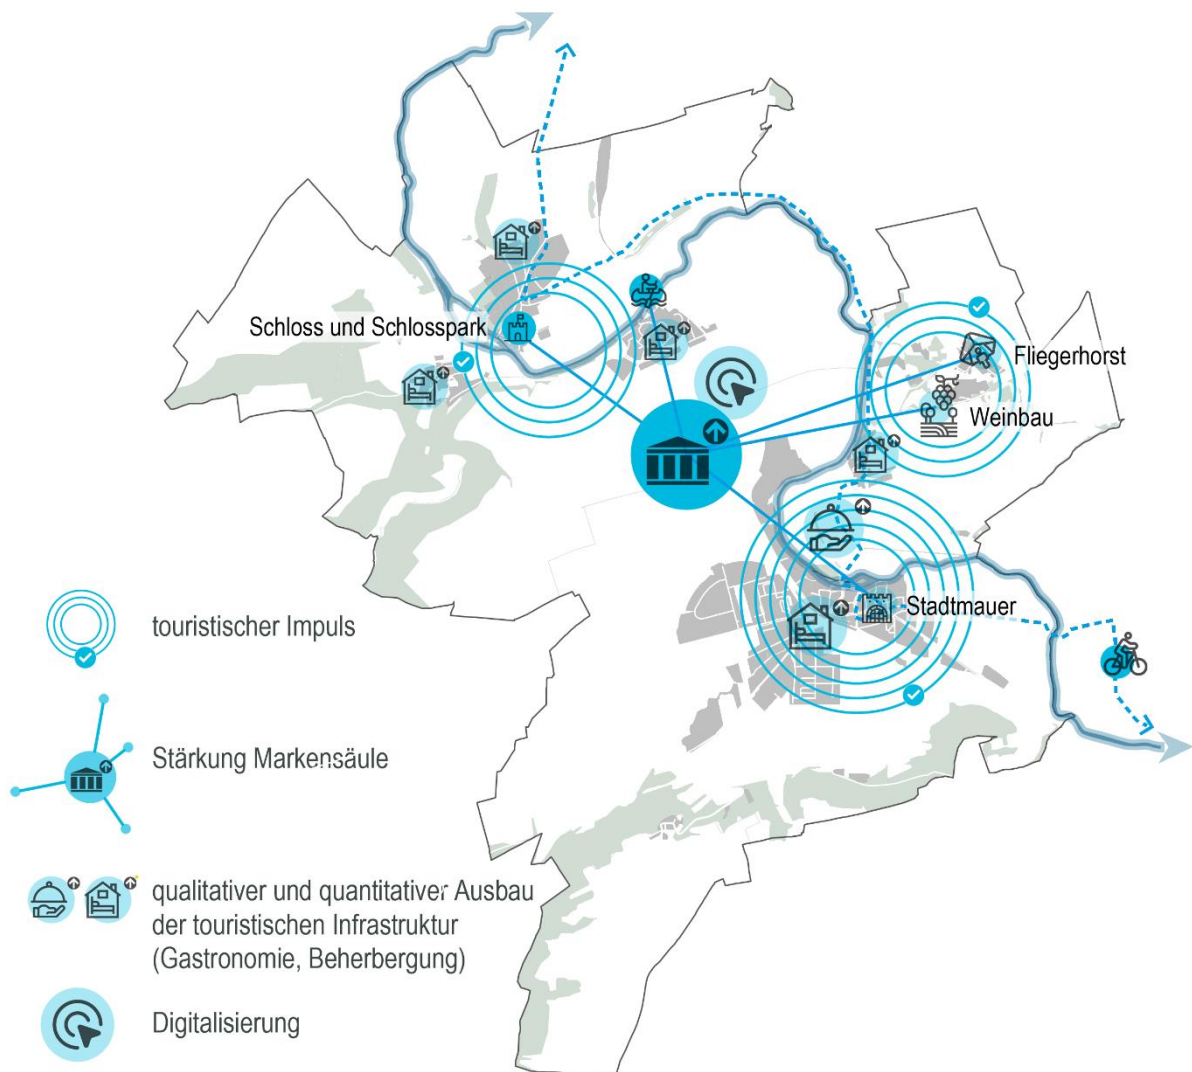 Schloss und Schlosspark
Fliegerhorst
Weinbau
Stadtmauer
touristischer Impuls
Stärkung Markensäule
qualitativer und quantitativer Ausbau
der touristischen Infrastruktur
(Gastronomie, Beherbergung)
Digitalisierung